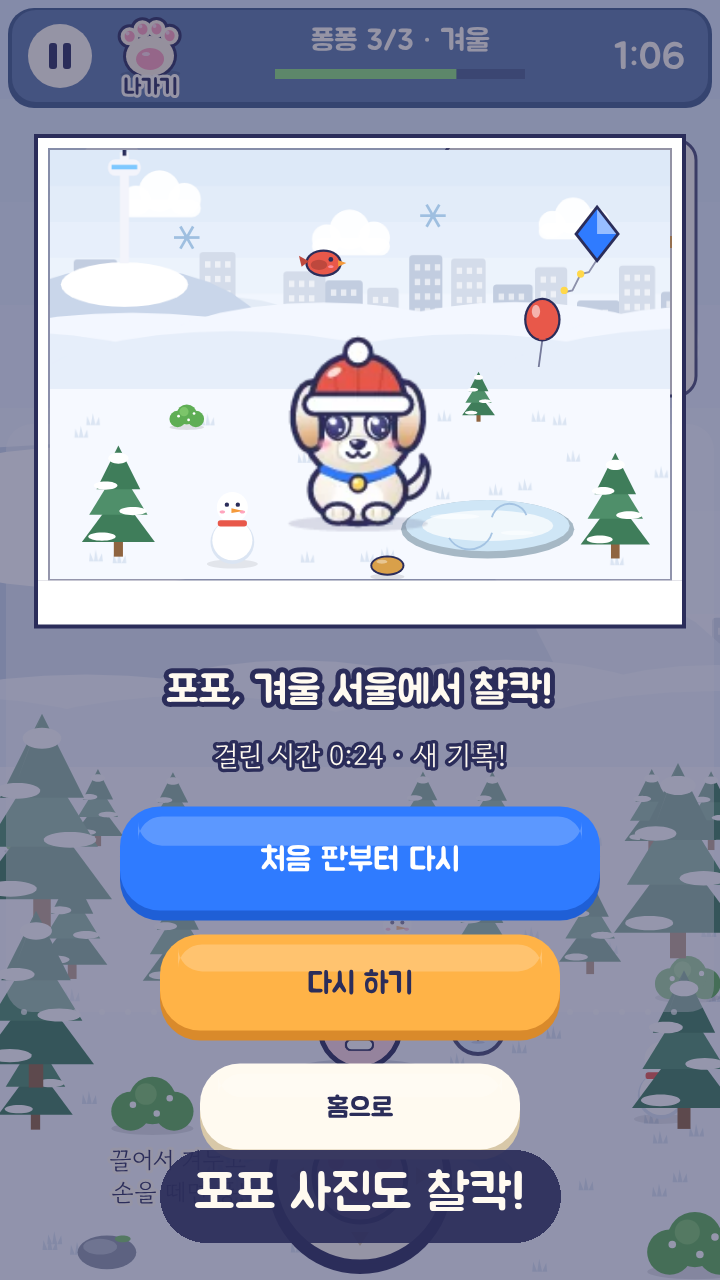 퐁퐁 3/3 · 겨울
1:06
나가기
포포, 겨울 서울에서 찰칵!
걸린 시간 0:24 · 새 기록!
처음 판부터 다시
다시 하기
홈으로
끌어서
손을
포포 사진도 찰칵!